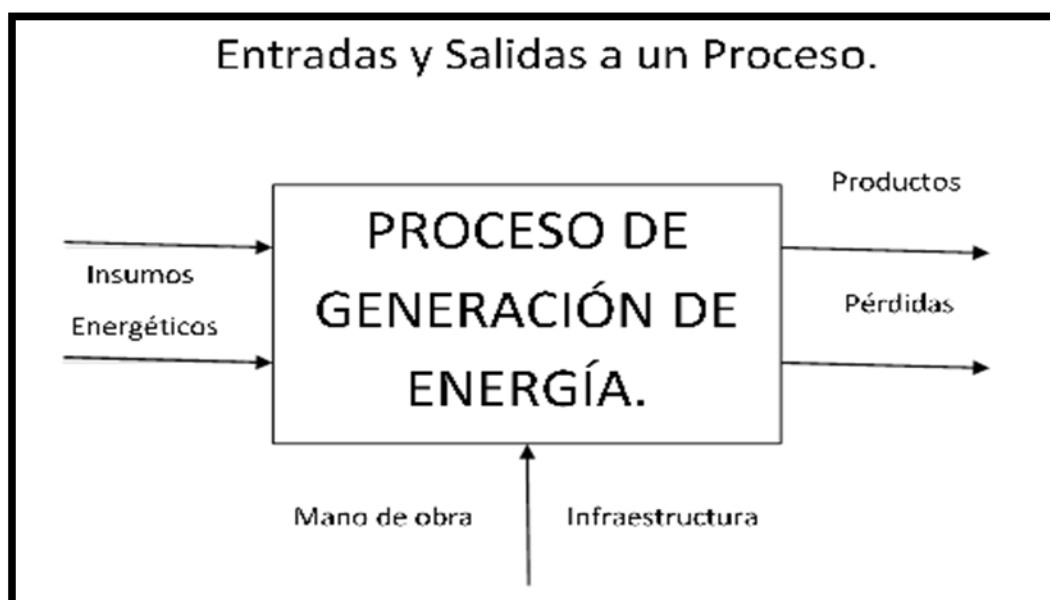 Entradas y Salidas a un Proceso.
Insumos
Energéticos
PROCESO DE
GENERACIÓN DE
ENERGÍA.
Productos
Pérdidas
Mano de obra
Infraestructura